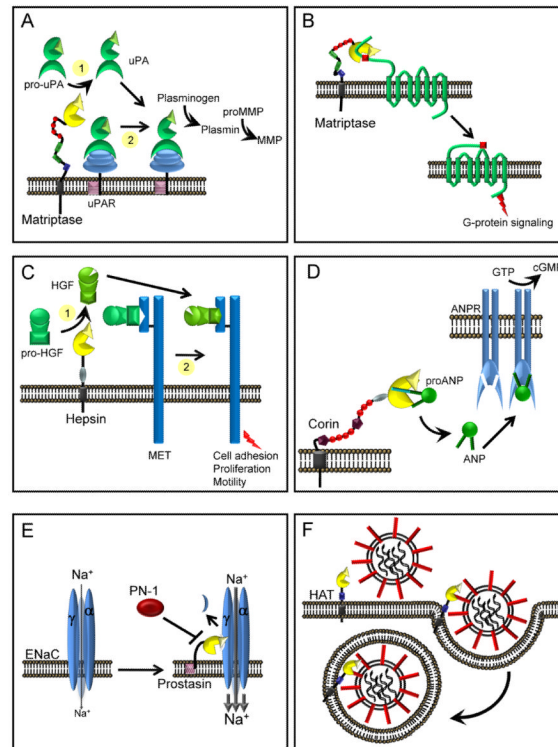 A
pro-uPA
1
uPA
Plasminogen
Plasmin
proMMP
MMP
2
uPAR
Matriptase
B
Matriptase
G-protein signaling
C
HGF
1
pro-HGF
2
Hepsin
MET
Cell adhesion
Proliferation
Motility
D
GTP
cGMP
ANPR
proANP
Corin
ANP
E
Na⁺
Na⁺
PN-1
γ
α
γ
α
ENaC
Prostasin
Na⁺
Na⁺
F
HAT